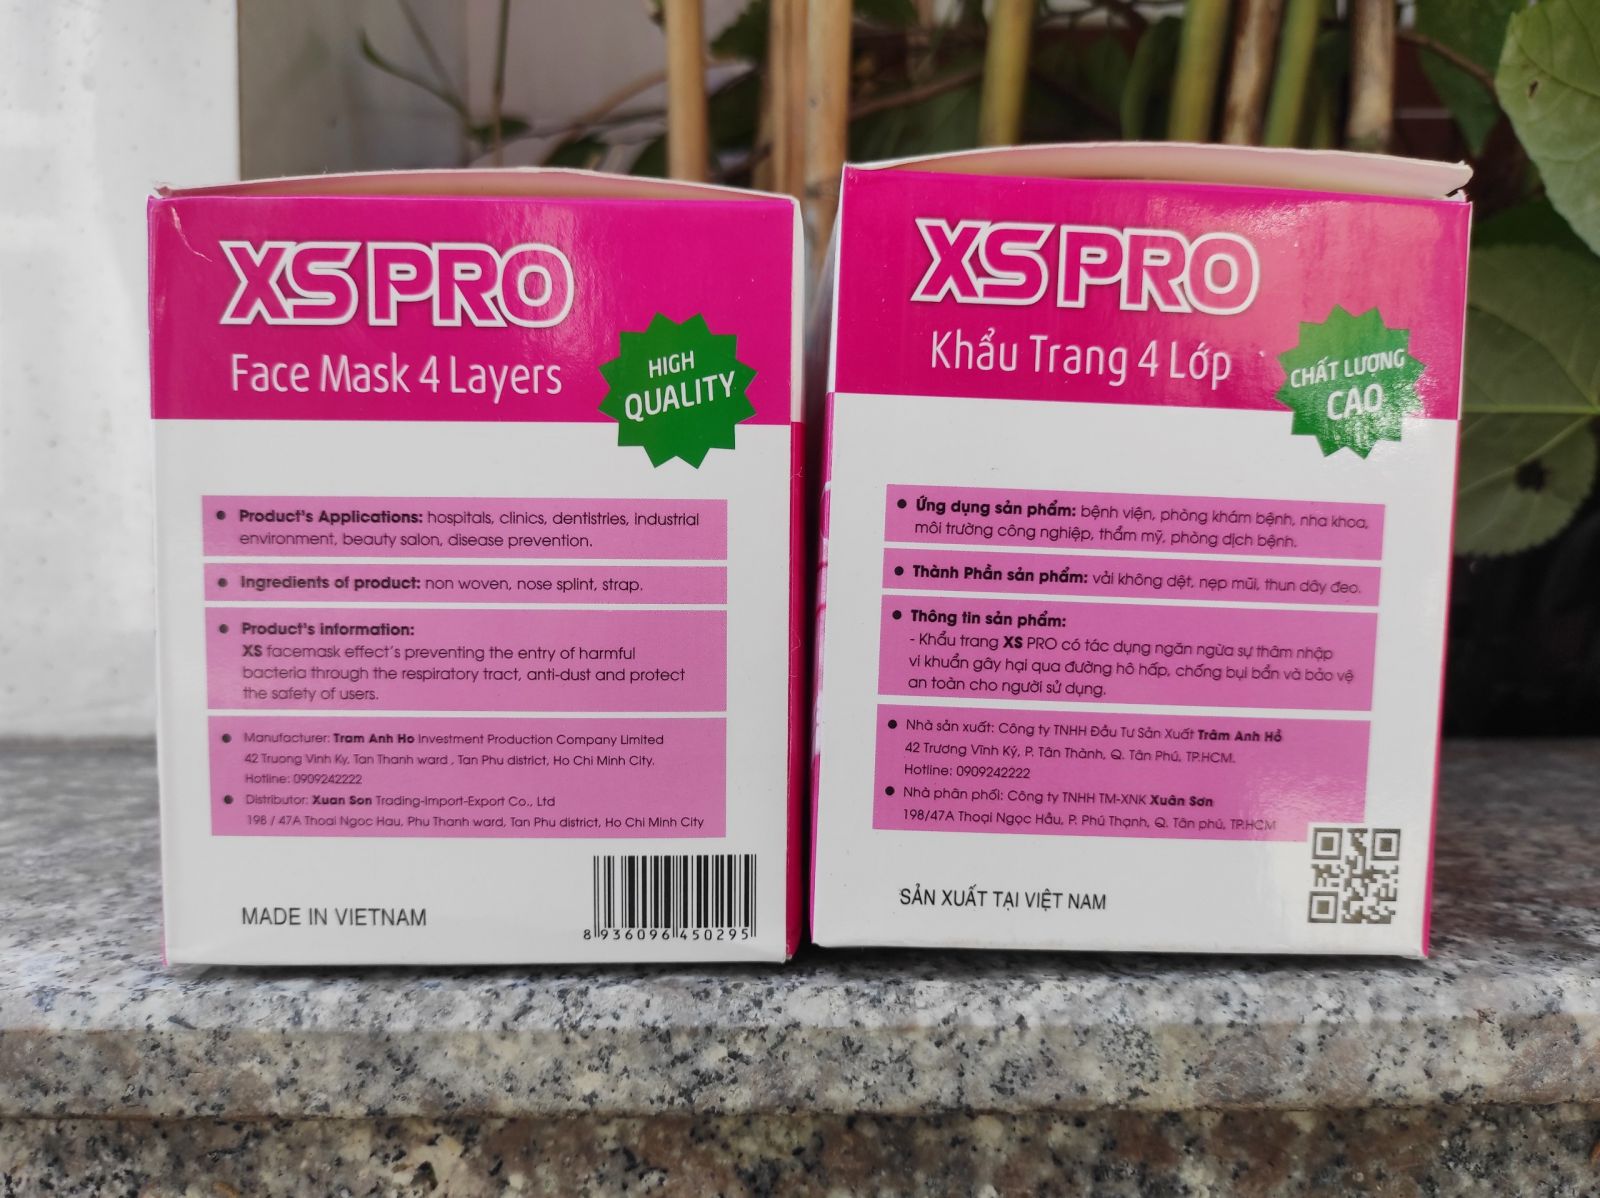 XS PRO
Face Mask 4 Layers
HIGH
QUALITY
• Product's Applications: hospitals, clinics, dentistries, industrial
environment, beauty salon, disease prevention.
• Ingredients of product: non woven, nose splint, strap.
• Product's information:
XS facemask effect's preventing the entry of harmful
bacteria through the respiratory tract, anti-dust and protect
the safety of users.
• Manufacturer: Tram Anh Ho Investment Production Company Limited
42 Truong Vinh Ky, Tan Thanh ward , Tan Phu district, Ho Chi Minh City.
Hotline: 0909242222
• Distributor: Xuan Son Trading-Import-Export Co., Ltd
198 / 47A Thoai Ngoc Hau, Phu Thanh ward, Tan Phu district, Ho Chi Minh City
MADE IN VIETNAM
8 936096 450295
XS PRO
Khẩu Trang 4 Lớp
CHẤT LƯỢNG
CAO
• Ứng dụng sản phẩm: bệnh viện, phòng khám bệnh, nha khoa,
môi trường công nghiệp, thẩm mỹ, phòng dịch bệnh.
• Thành Phần sản phẩm: vải không dệt, nẹp mũi, thun dây đeo.
• Thông tin sản phẩm:
- Khẩu trang XS PRO có tác dụng ngăn ngừa sự thâm nhập
vi khuẩn gây hại qua đường hô hấp, chống bụi bẩn và bảo vệ
an toàn cho người sử dụng.
• Nhà sản xuất: Công ty TNHH Đầu Tư Sản Xuất Trâm Anh Hồ
42 Trương Vĩnh Ký, P. Tân Thành, Q. Tân Phú, TP.HCM.
Hotline: 0909242222
• Nhà phân phối: Công ty TNHH TM-XNK Xuân Sơn
198/47A Thoại Ngọc Hầu, P. Phú Thạnh, Q. Tân phú, TP.HCM
SẢN XUẤT TẠI VIỆT NAM